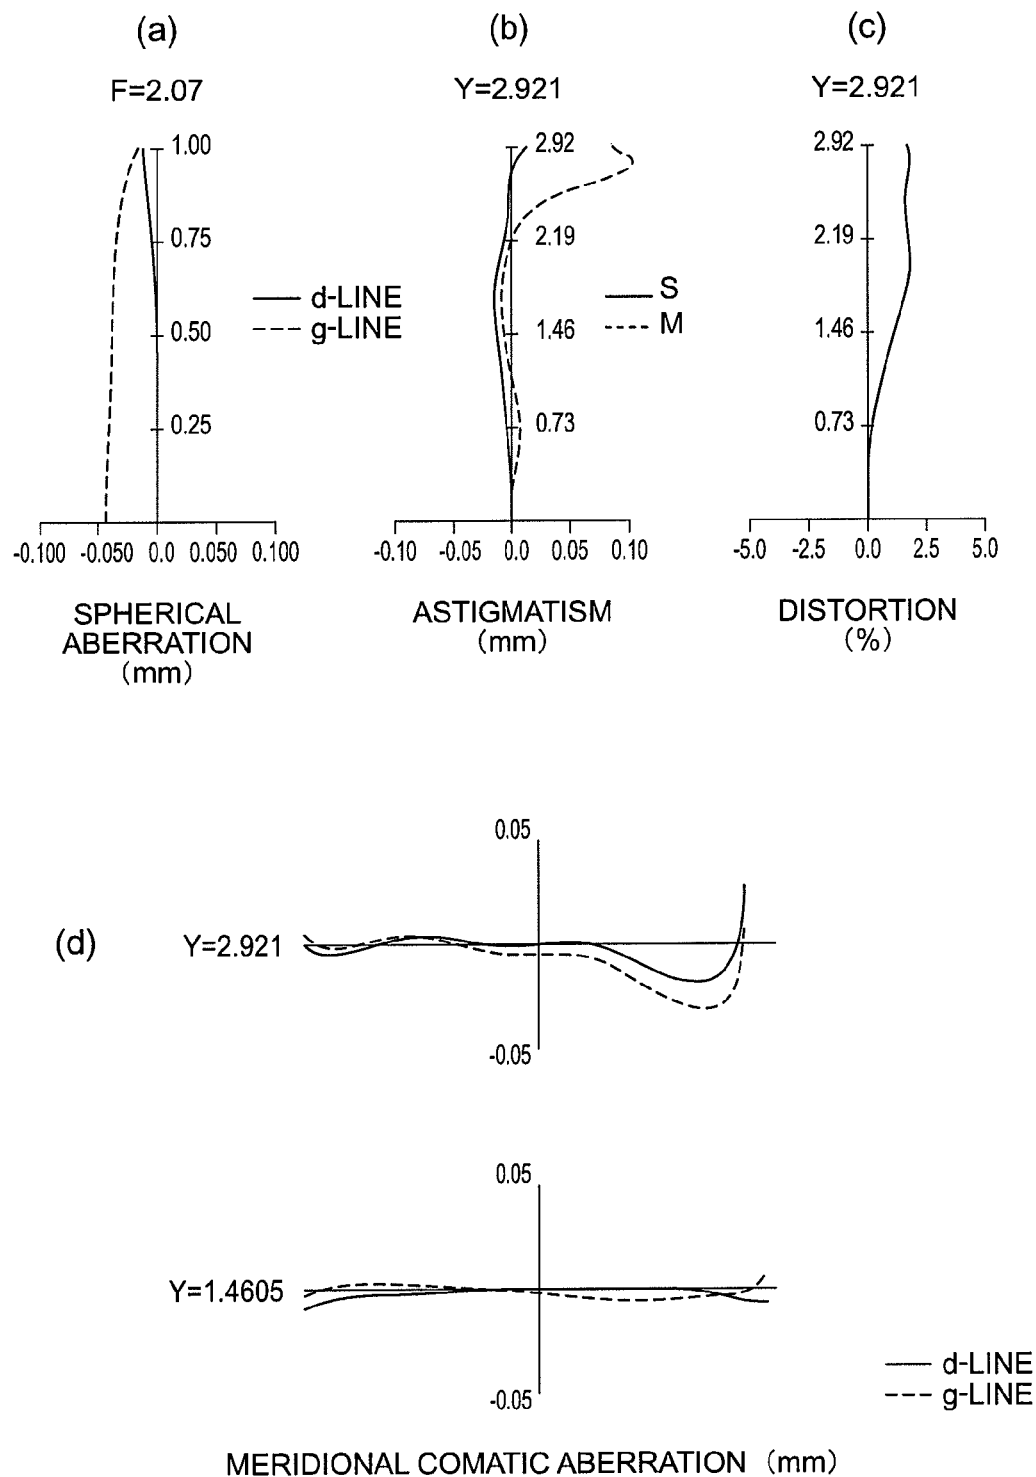 (a)
F=2.07
1.00
0.75
0.50
0.25
-0.100 -0.050 0.0 0.050 0.100
d-LINE
g-LINE
SPHERICAL
ABERRATION
(mm)
(b)
Y=2.921
2.92
2.19
1.46
0.73
-0.10 -0.05 0.0 0.05 0.10
S
M
ASTIGMATISM
(mm)
(c)
Y=2.921
2.92
2.19
1.46
0.73
-5.0 -2.5 0.0 2.5 5.0
DISTORTION
(%)
(d)
0.05
Y=2.921
-0.05
0.05
Y=1.4605
-0.05
d-LINE
g-LINE
MERIDIONAL COMATIC ABERRATION (mm)